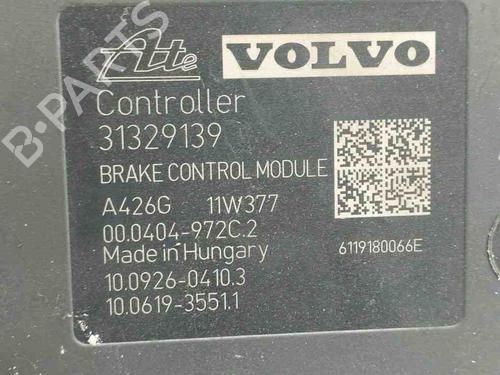 Ate VOLVO
Controller
31329139
BRAKE CONTROL MODULE
A426G 11W377
00.0404-972C.2
Made in Hungary 6119180066E
10.0926-0410.3
10.0619-3551.1
B-PARTS